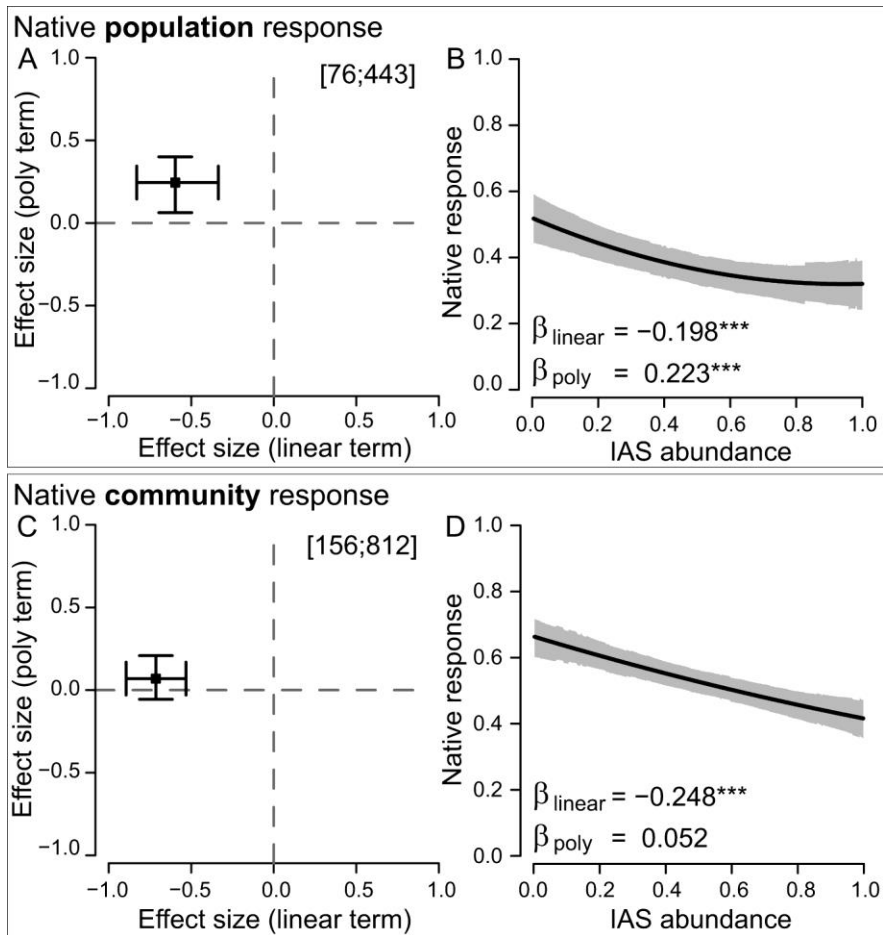 Native population response
A
[76;443]
1.0
0.5
0.0
−0.5
−1.0
Effect size (poly term)
−1.0 −0.5 0.0 0.5 1.0
Effect size (linear term)
B
1.0
0.8
0.6
0.4
0.2
0.0
Native response
β linear = −0.198***
β poly = 0.223***
0.0 0.2 0.4 0.6 0.8 1.0
IAS abundance
Native community response
C
[156;812]
1.0
0.5
0.0
−0.5
−1.0
Effect size (poly term)
−1.0 −0.5 0.0 0.5 1.0
Effect size (linear term)
D
1.0
0.8
0.6
0.4
0.2
0.0
Native response
β linear = −0.248***
β poly = 0.052
0.0 0.2 0.4 0.6 0.8 1.0
IAS abundance